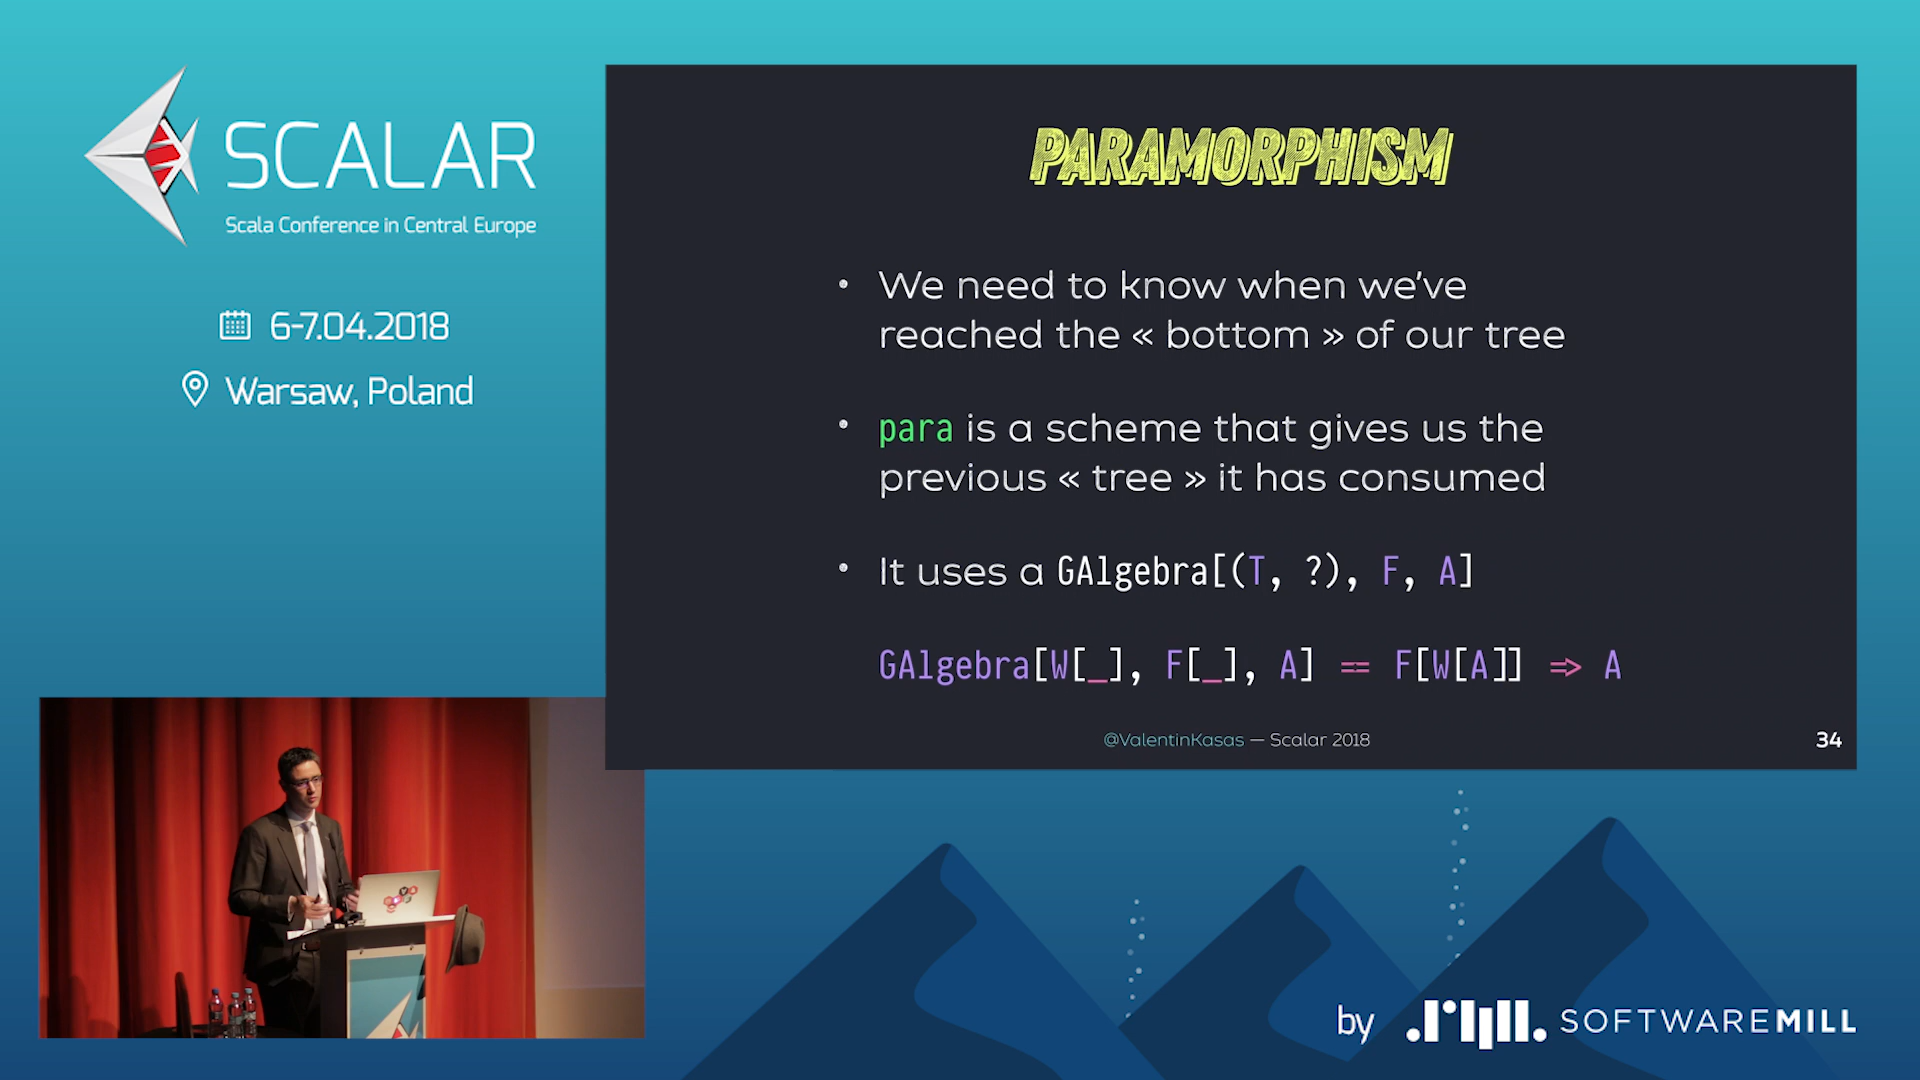 SCALAR
Scala Conference in Central Europe
6-7.04.2018
Warsaw, Poland
PARAMORPHISM
• We need to know when we've
reached the « bottom » of our tree
• para is a scheme that gives us the
previous « tree » it has consumed
• It uses a GAlgebra[(T, ?), F, A]
GAlgebra[W[_], F[_], A] == F[W[A]] => A
@ValentinKasas — Scalar 2018
34
by SOFTWAREMILL